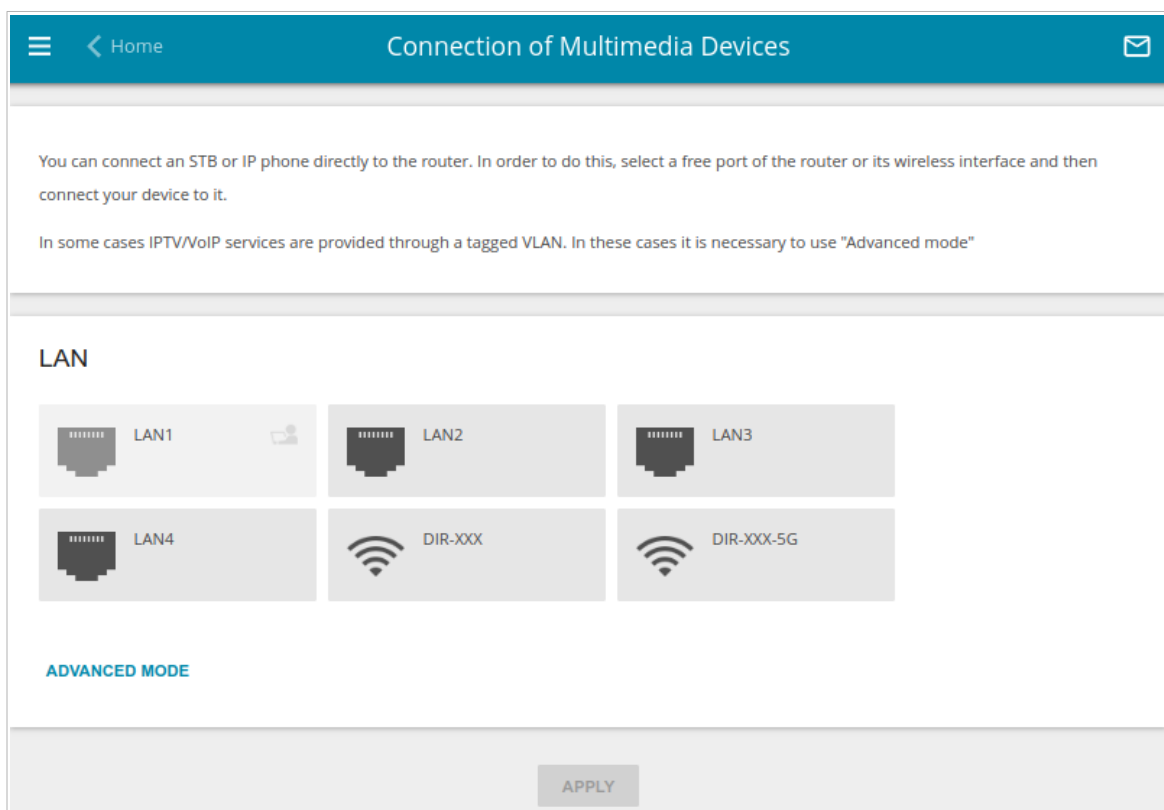 Home
Connection of Multimedia Devices
You can connect an STB or IP phone directly to the router. In order to do this, select a free port of the router or its wireless interface and then
connect your device to it.
In some cases IPTV/VoIP services are provided through a tagged VLAN. In these cases it is necessary to use "Advanced mode"
LAN
LAN1
LAN2
LAN3
LAN4
DIR-XXX
DIR-XXX-5G
ADVANCED MODE
APPLY